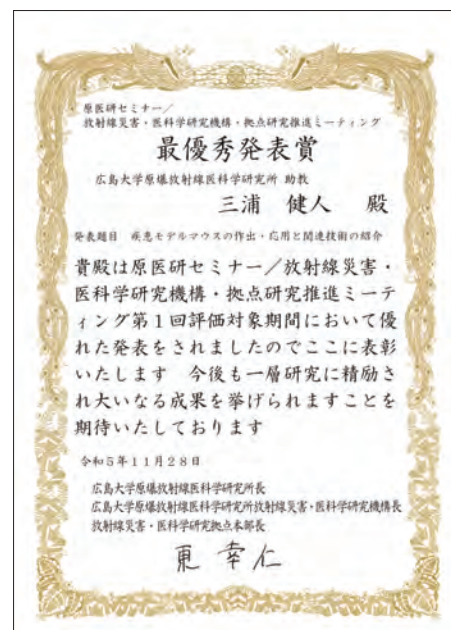 原医研セミナー／
放射線災害・医科学研究機構・拠点研究推進ミーティング
最優秀発表賞
広島大学原爆放射線医科学研究所 助教
三浦 健人 殿
発表題目 疾患モデルマウスの作出・応用と関連技術の紹介
貴殿は原医研セミナー／放射線災害・
医科学研究機構・拠点研究推進ミーテ
ィング第１回評価対象期間において優
れた発表をされましたのでここに表彰
いたします 今後も一層研究に精励さ
れ大いなる成果を挙げられますことを
期待いたしております
令和５年１１月２８日
広島大学原爆放射線医科学研究所長
広島大学原爆放射線医科学研究所放射線災害・医科学研究機構長
放射線災害・医科学研究拠点本部長
東 幸仁